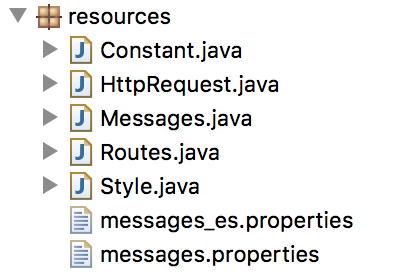 resources
Constant.java
HttpRequest.java
Messages.java
Routes.java
Style.java
messages_es.properties
messages.properties